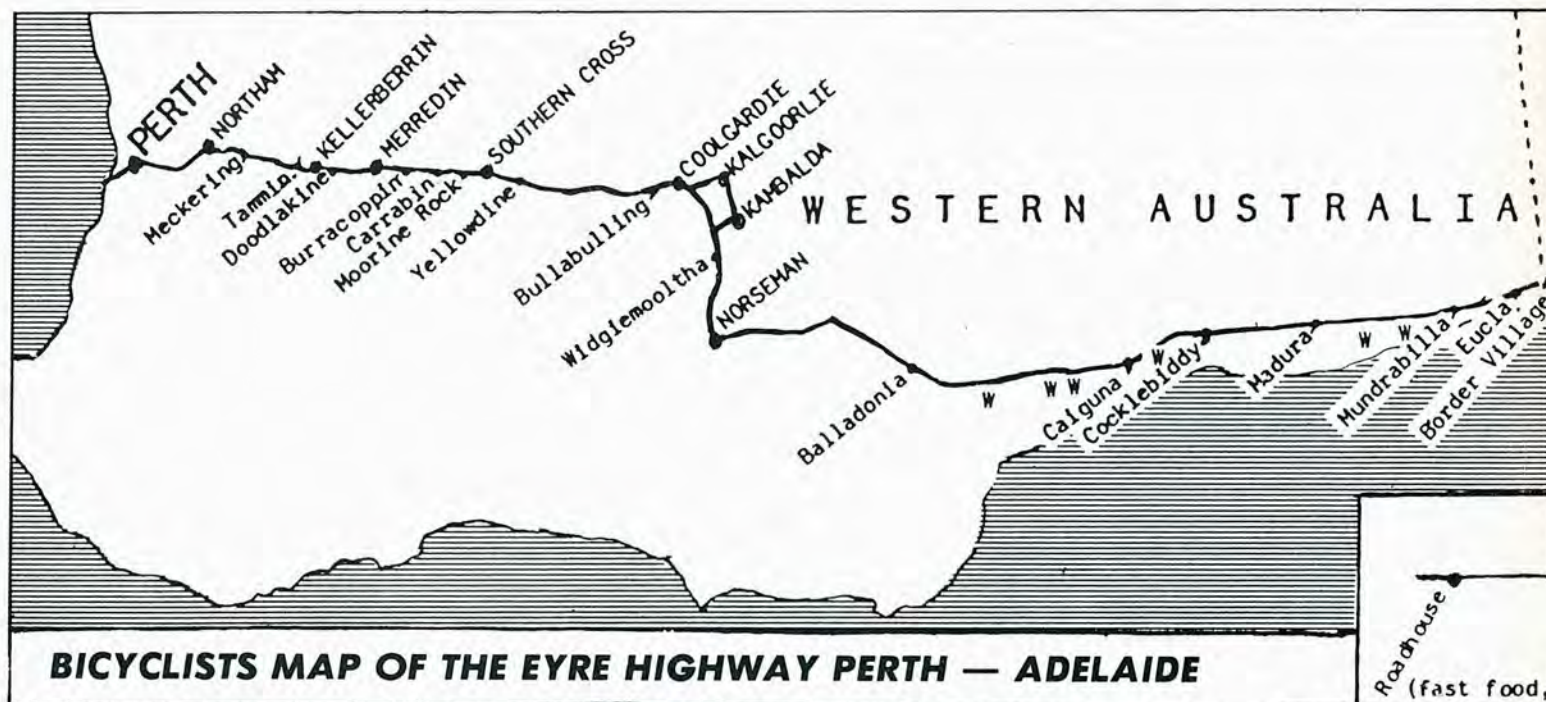 PERTH
NORTHAM
Meckering
Tammin
KELLERBERRIN
Doodlakine
MERREDIN
Burracoppin
Carrabin
Moorine Rock
SOUTHERN CROSS
Yellowdine
Bullabulling
COOLGARDIE
KALGOORLIE
KAMBALDA
WESTERN AUSTRALIA
Widgiemooltha
NORSEMAN
Balladonia
W
W
W
Caiguna
W
Cocklebiddy
Madura
W
W
Mundrabilla
Eucla
Border Village
Roadhouse
(fast food,
BICYCLISTS MAP OF THE EYRE HIGHWAY PERTH — ADELAIDE